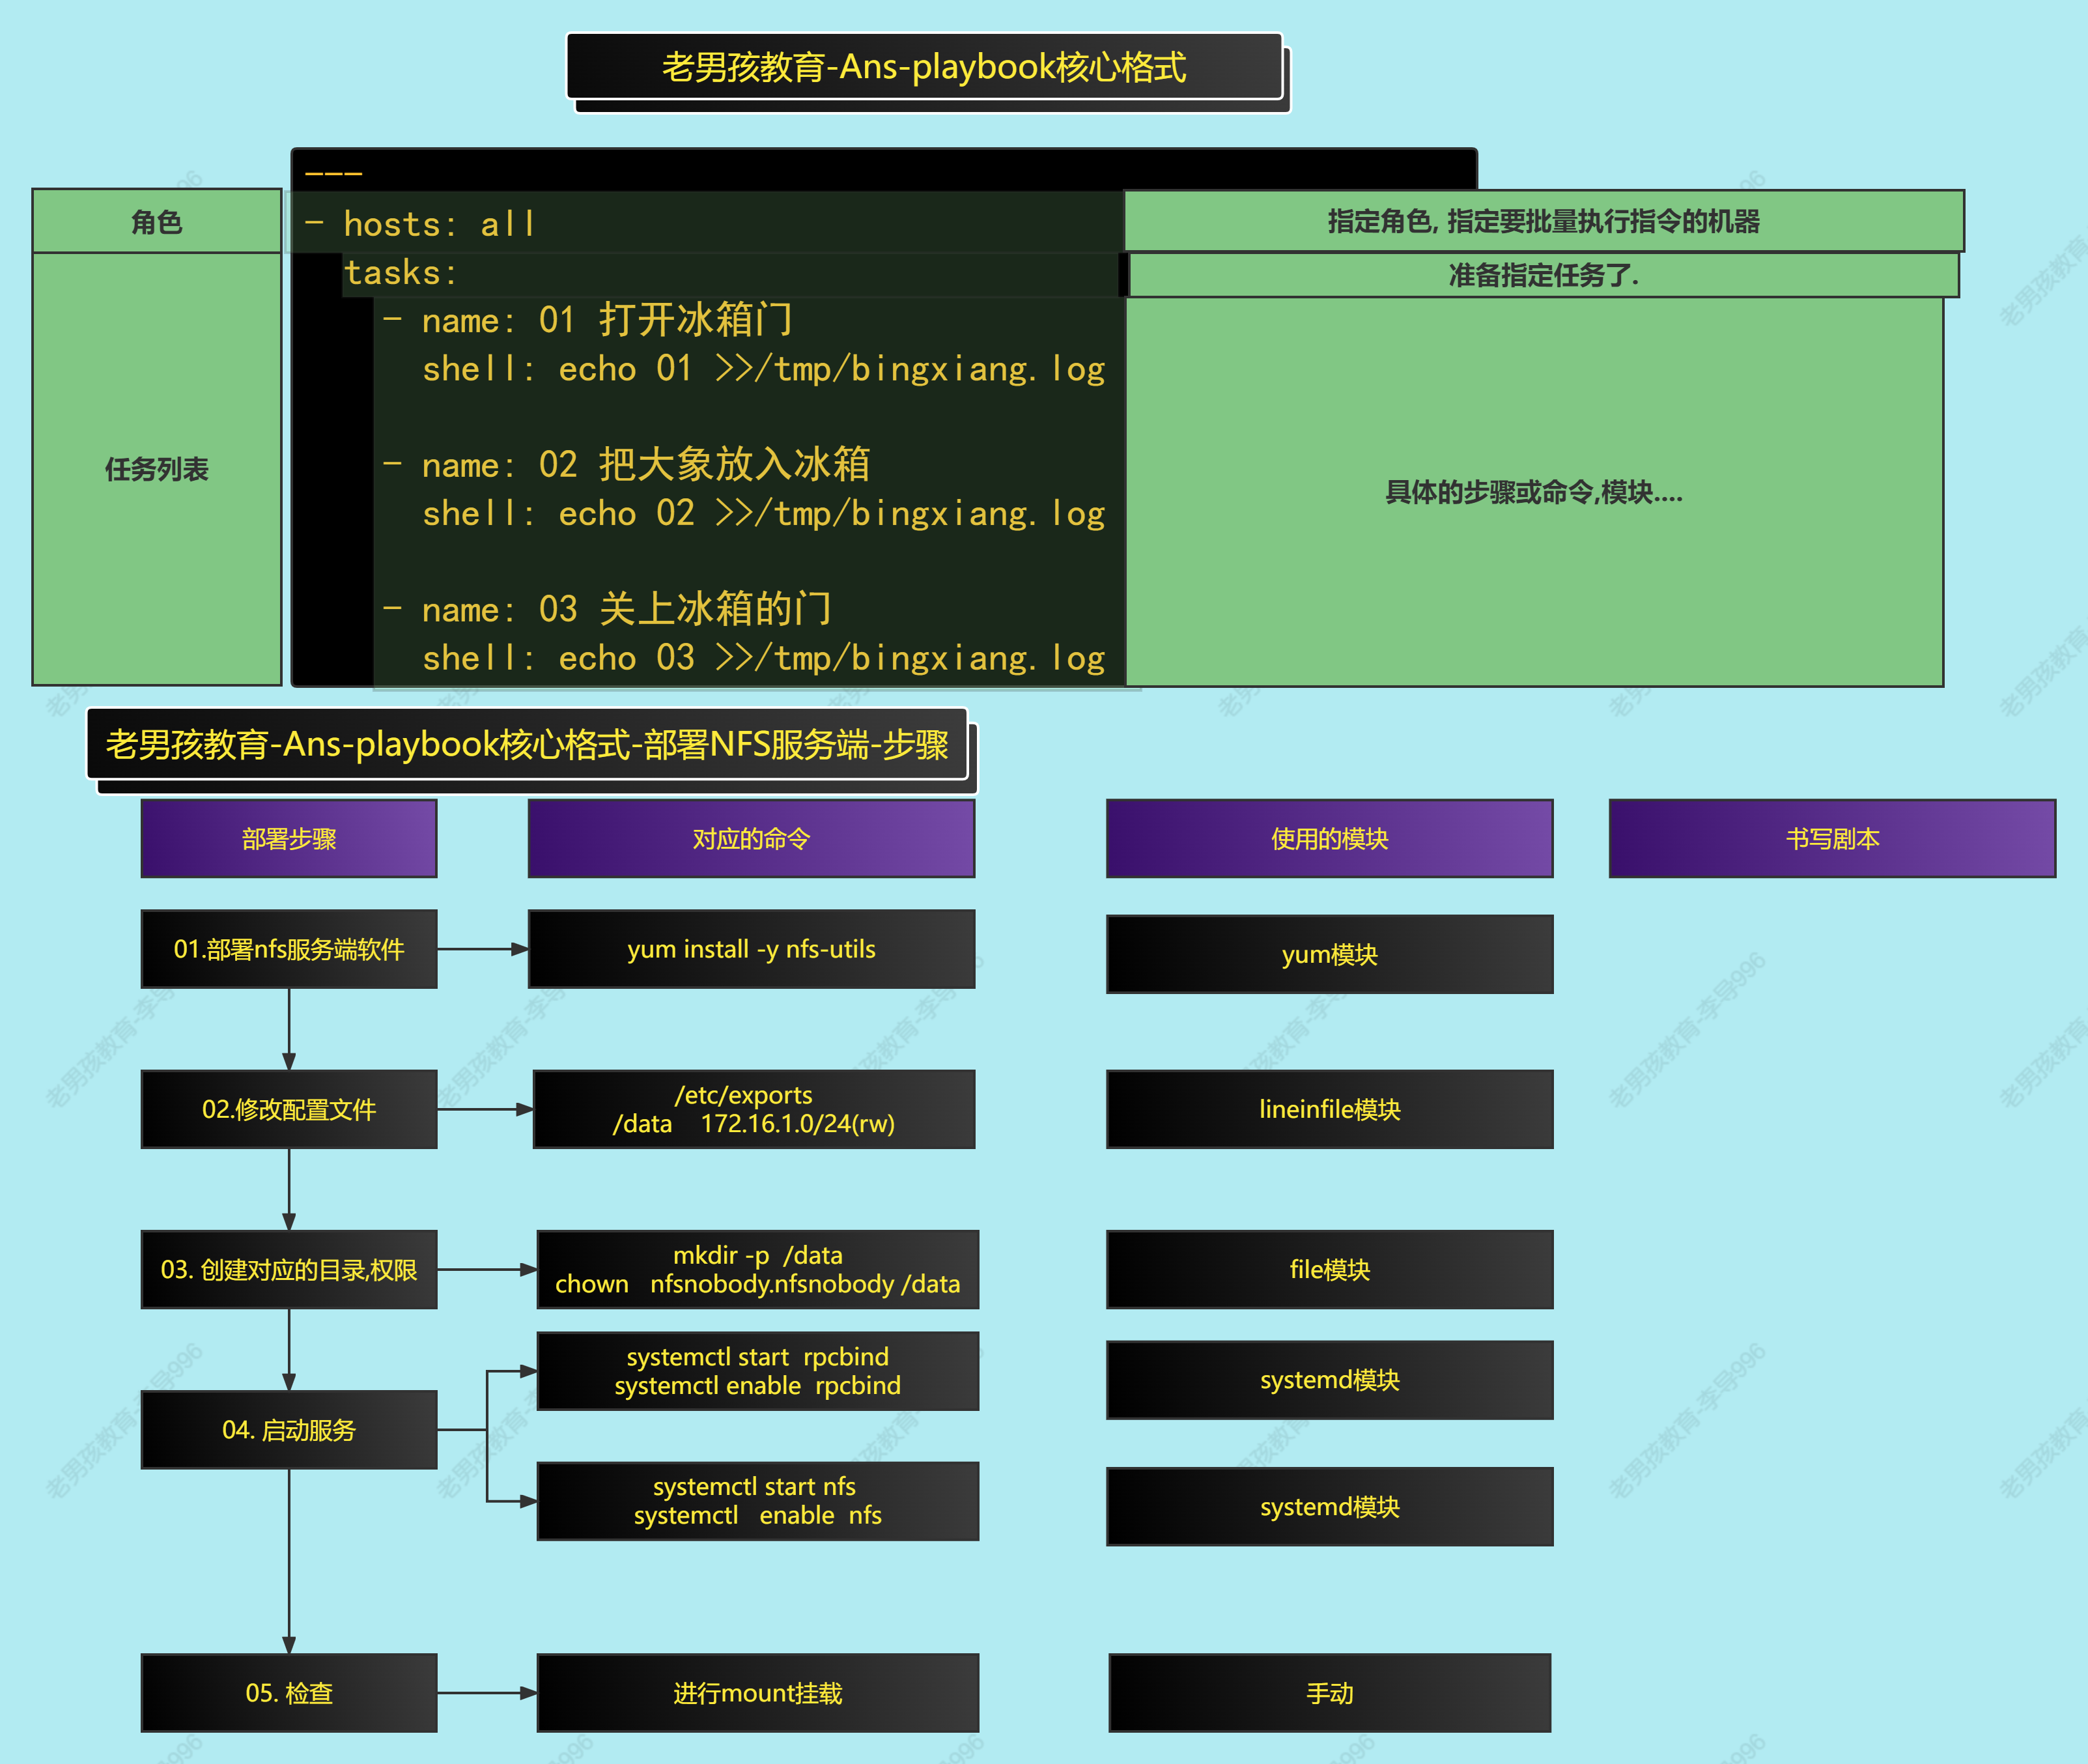 老男孩教育-Ans-playbook核心格式
---
角色
- hosts: all
指定角色, 指定要批量执行指令的机器
tasks:
准备指定任务了.
- name: 01 打开冰箱门
shell: echo 01 >>/tmp/bingxiang.log
任务列表
- name: 02 把大象放入冰箱
shell: echo 02 >>/tmp/bingxiang.log
具体的步骤或命令,模块....
- name: 03 关上冰箱的门
shell: echo 03 >>/tmp/bingxiang.log
老男孩教育-Ans-playbook核心格式-部署NFS服务端-步骤
部署步骤
对应的命令
使用的模块
书写剧本
01.部署nfs服务端软件
yum install -y nfs-utils
yum模块
02.修改配置文件
/etc/exports
/data 172.16.1.0/24(rw)
lineinfile模块
03. 创建对应的目录,权限
mkdir -p /data
chown nfsnobody.nfsnobody /data
file模块
04. 启动服务
systemctl start rpcbind
systemctl enable rpcbind
systemd模块
systemctl start nfs
systemctl enable nfs
systemd模块
05. 检查
进行mount挂载
手动
老男孩教育-李导996